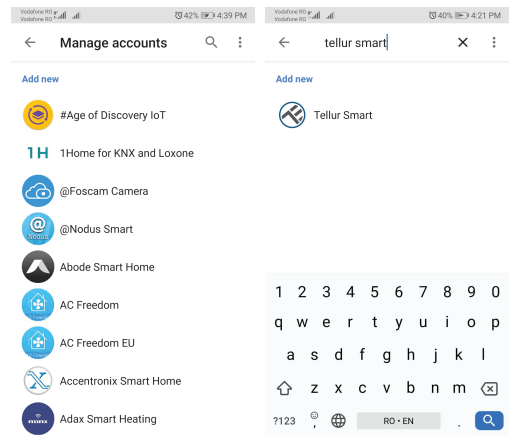 Vodafone RO
Vodafone RO
42% 4:39 PM
Manage accounts
Add new
#Age of Discovery IoT
1H 1Home for KNX and Loxone
@Foscam Camera
@ Nodus @Nodus Smart
Abode Smart Home
AC Freedom
AC Freedom EU
Accentronix Smart Home
adax Adax Smart Heating
Vodafone RO
Vodafone RO
40% 4:21 PM
tellur smart
Add new
Tellur Smart
1 2 3 4 5 6 7 8 9 0
q w e r t y u i o p
a s d f g h j k l
z x c v b n m
?123 , RO • EN .